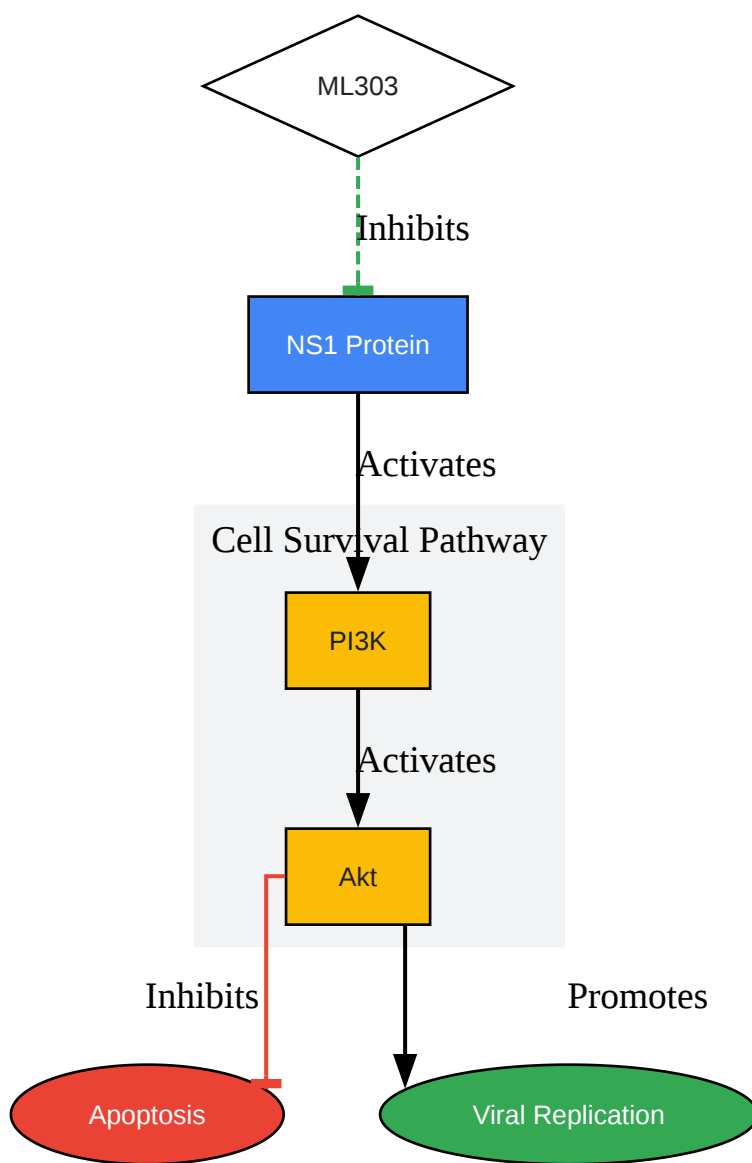 ML303
Inhibits
NS1 Protein
Activates
Cell Survival Pathway
PI3K
Activates
Akt
Inhibits
Promotes
Apoptosis
Viral Replication